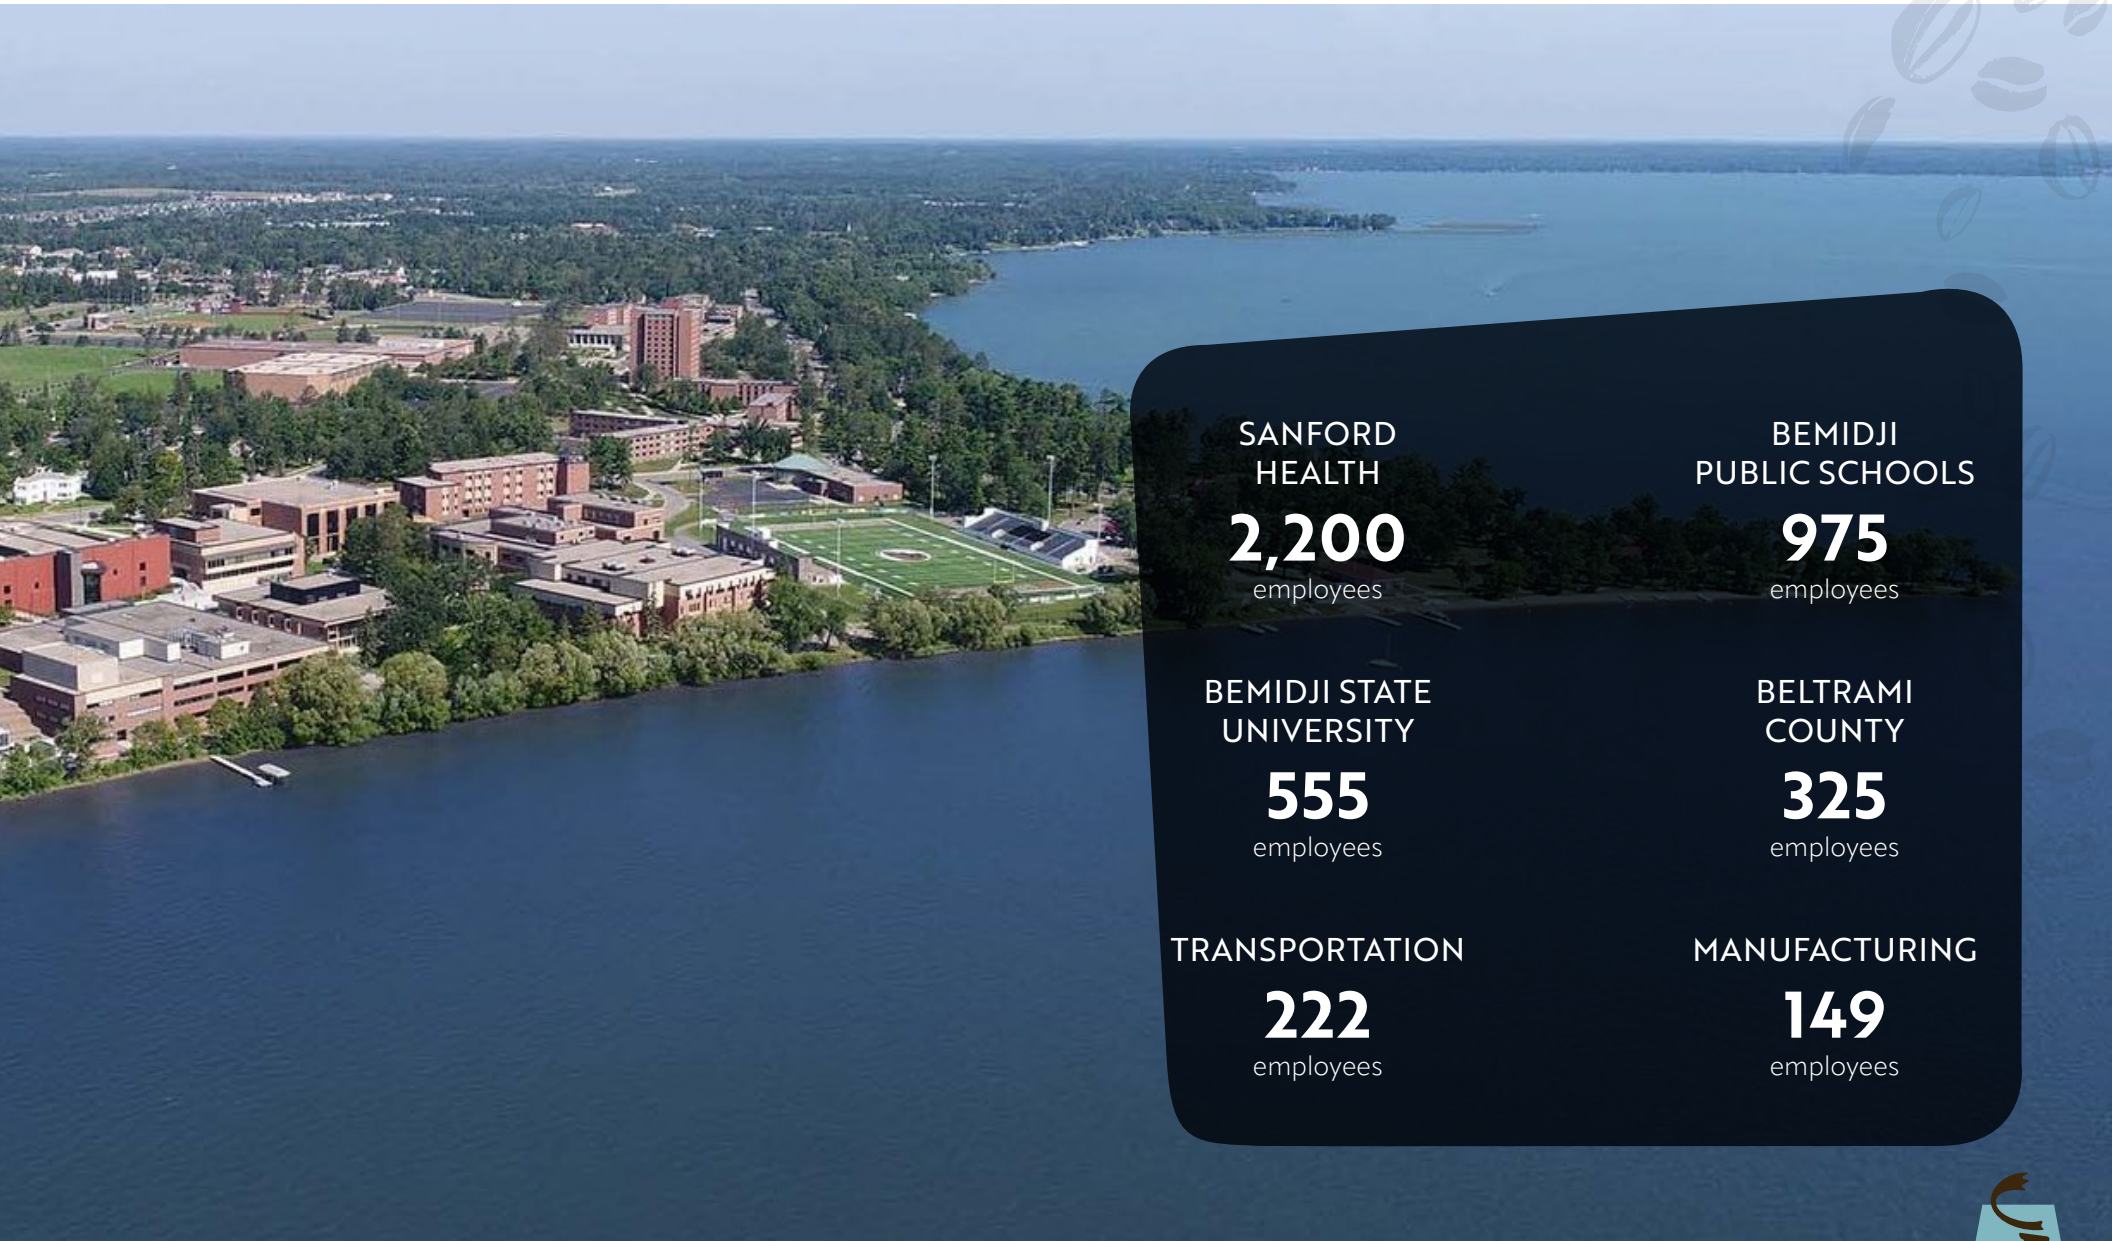 SANFORD
HEALTH
2,200
employees
BEMIDJI
PUBLIC SCHOOLS
975
employees
BEMIDJI STATE
UNIVERSITY
555
employees
BELTRAMI
COUNTY
325
employees
TRANSPORTATION
222
employees
MANUFACTURING
149
employees